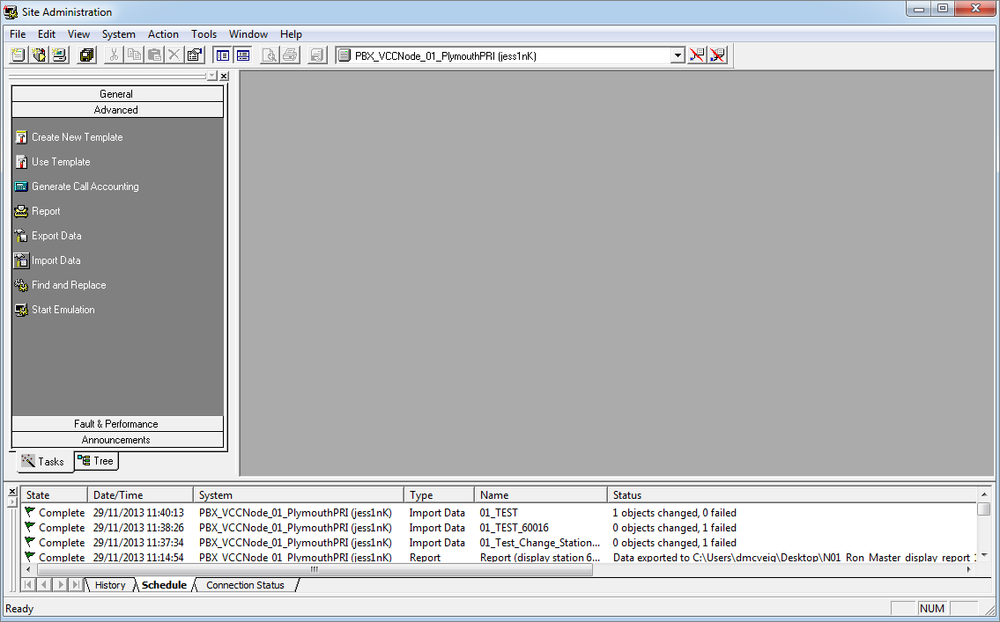 Site Administration
File Edit View System Action Tools Window Help
PBX_VCCNode_01_PlymouthPRI (jess1nK)
General
Advanced
Create New Template
Use Template
Generate Call Accounting
Report
Export Data
Import Data
Find and Replace
Start Emulation
Fault & Performance
Announcements
Tasks Tree
State Date/Time System Type Name Status
Complete 29/11/2013 11:40:13 PBX_VCCNode_01_PlymouthPRI (jess1nK) Import Data 01_TEST 1 objects changed, 0 failed
Complete 29/11/2013 11:38:26 PBX_VCCNode_01_PlymouthPRI (jess1nK) Import Data 01_TEST_60016 0 objects changed, 1 failed
Complete 29/11/2013 11:37:34 PBX_VCCNode_01_PlymouthPRI (jess1nK) Import Data 01_Test_Change_Station... 0 objects changed, 1 failed
Complete 29/11/2013 11:14:54 PBX_VCCNode_01_PlymouthPRI (jess1nK) Report Report (display station 6... Data exported to C:\Users\dmcveig\Desktop\N01_Ron_Master_display_report_1
History Schedule Connection Status
Ready NUM